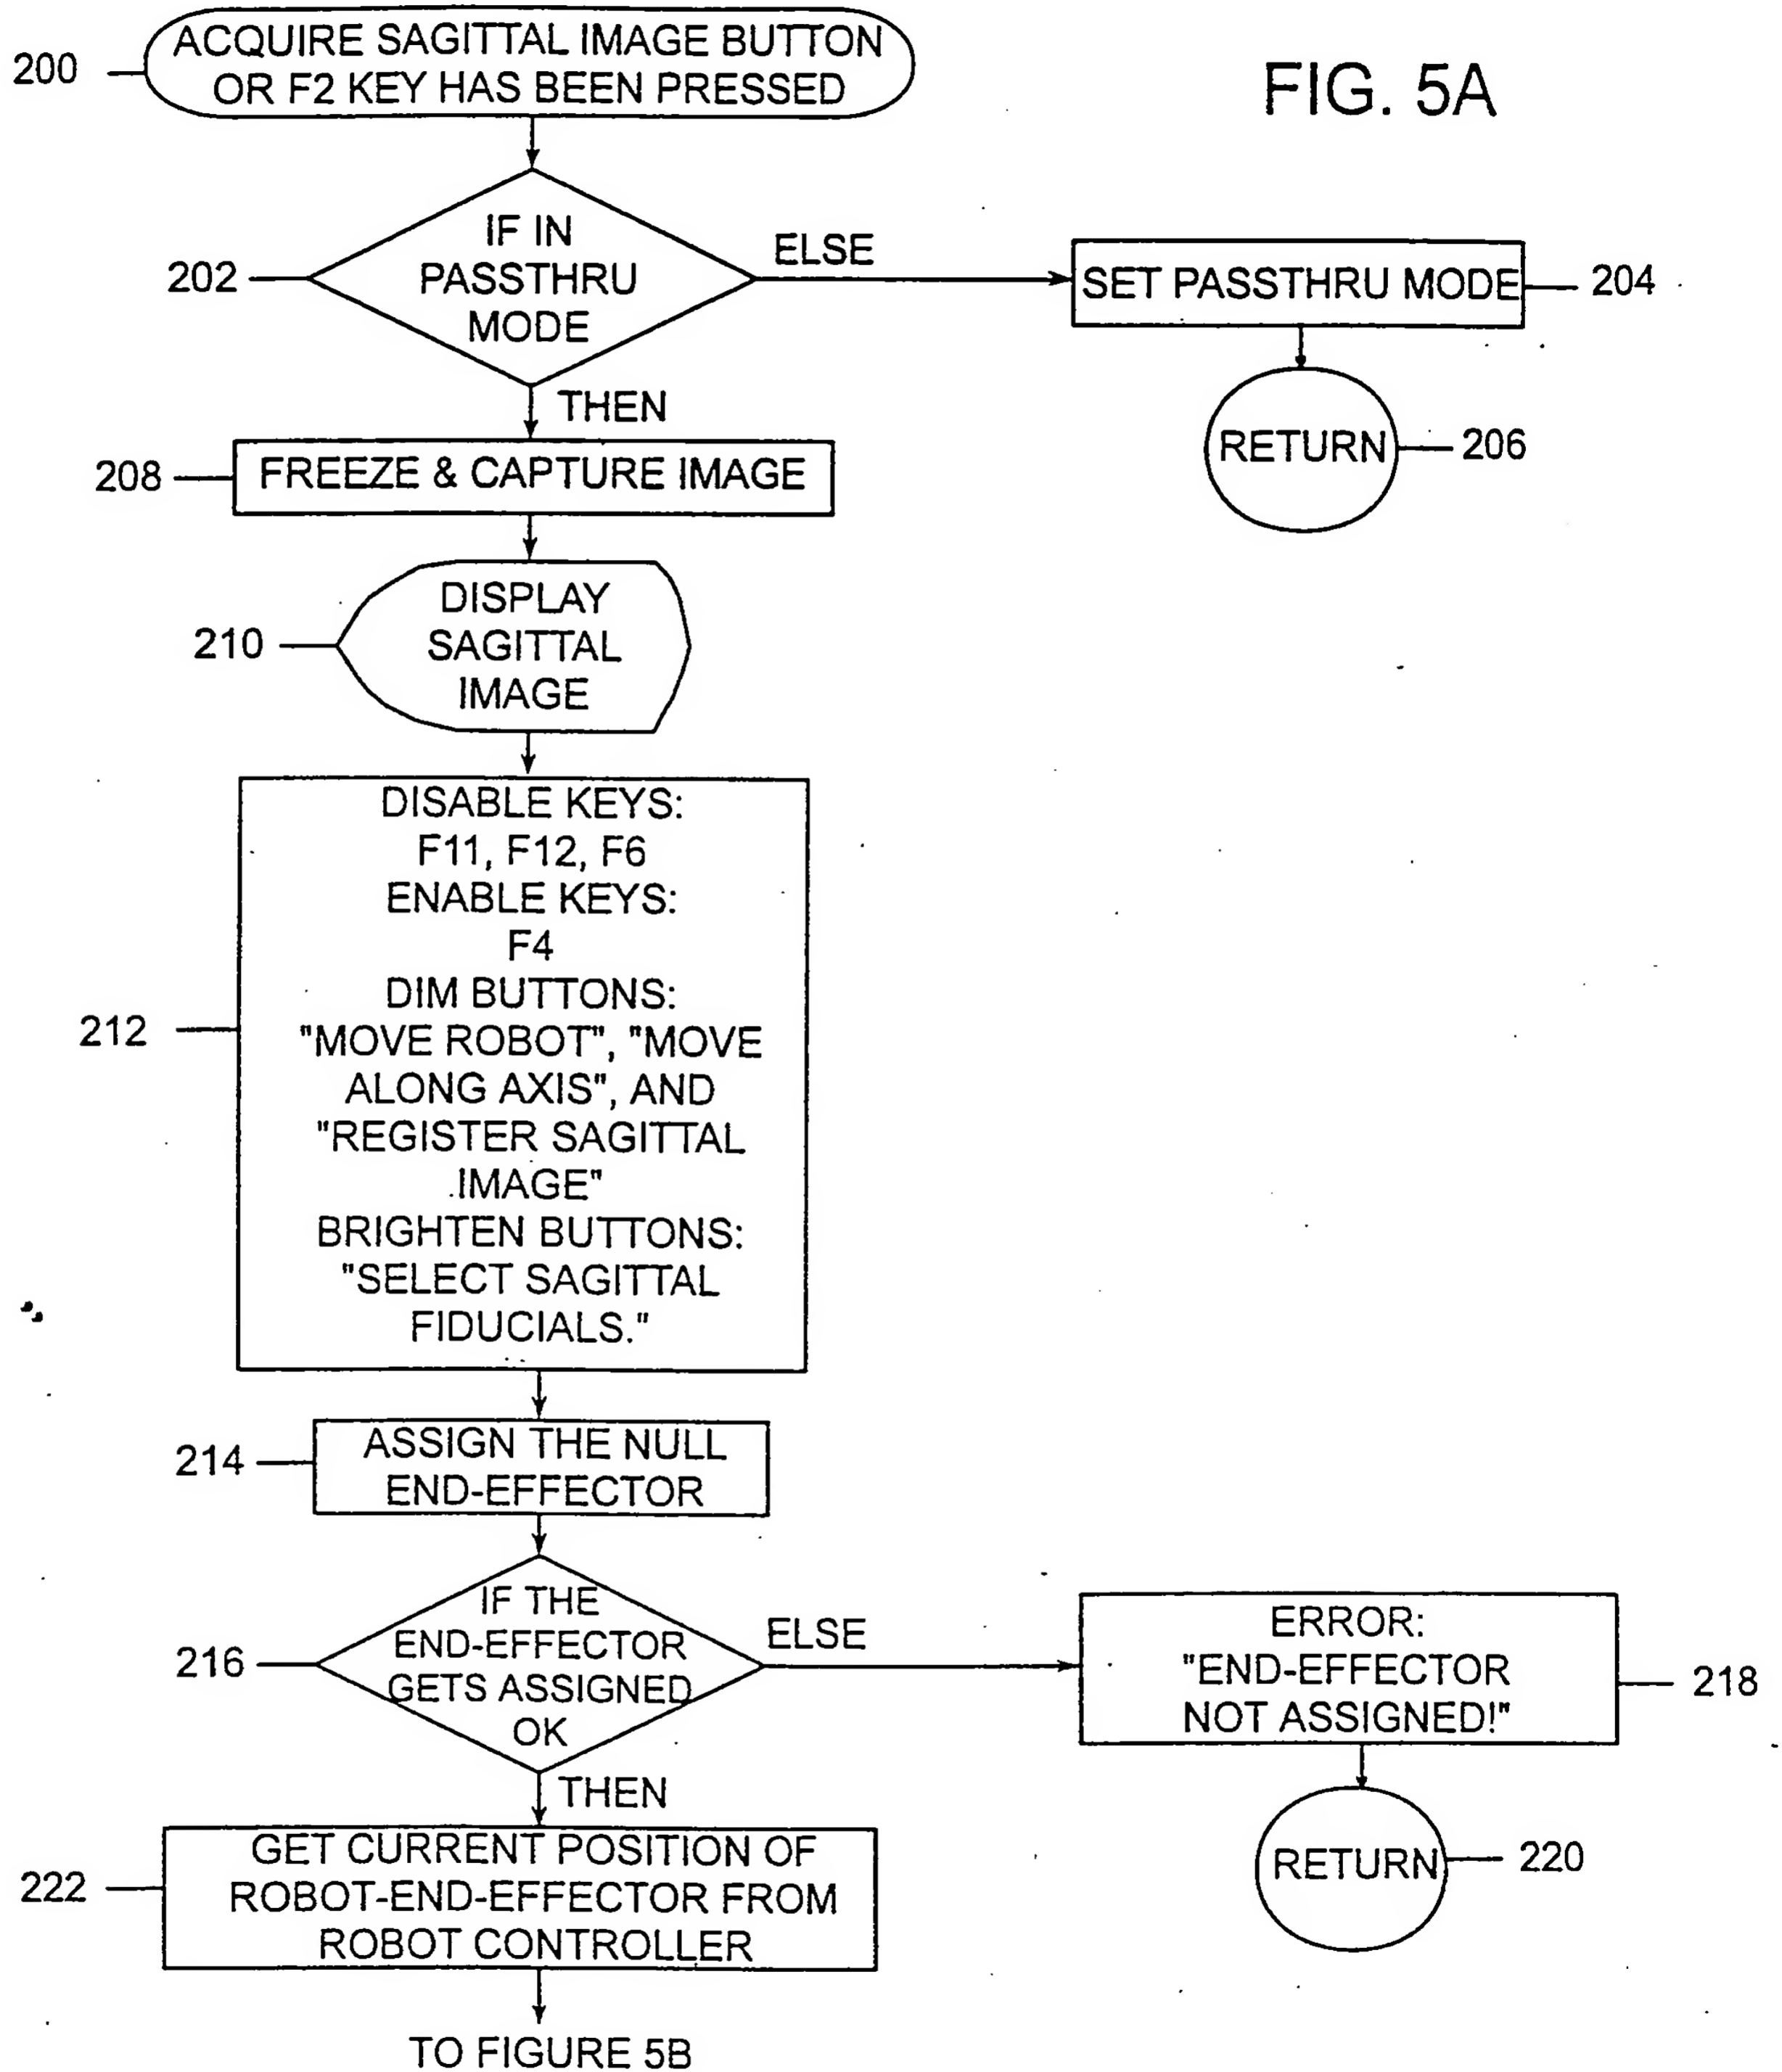 ACQUIRE SAGITTAL IMAGE BUTTON
OR F2 KEY HAS BEEN PRESSED
200
FIG. 5A
IF IN
PASSTHRU
MODE
202
ELSE
SET PASSTHRU MODE
204
THEN
RETURN
206
FREEZE & CAPTURE IMAGE
208
DISPLAY
SAGITTAL
IMAGE
210
DISABLE KEYS:
F11, F12, F6
ENABLE KEYS:
F4
DIM BUTTONS:
"MOVE ROBOT", "MOVE
ALONG AXIS", AND
"REGISTER SAGITTAL
IMAGE"
BRIGHTEN BUTTONS:
"SELECT SAGITTAL
FIDUCIALS."
212
ASSIGN THE NULL
END-EFFECTOR
214
IF THE
END-EFFECTOR
GETS ASSIGNED
OK
216
ELSE
ERROR:
"END-EFFECTOR
NOT ASSIGNED!"
218
THEN
RETURN
220
GET CURRENT POSITION OF
ROBOT-END-EFFECTOR FROM
ROBOT CONTROLLER
222
TO FIGURE 5B